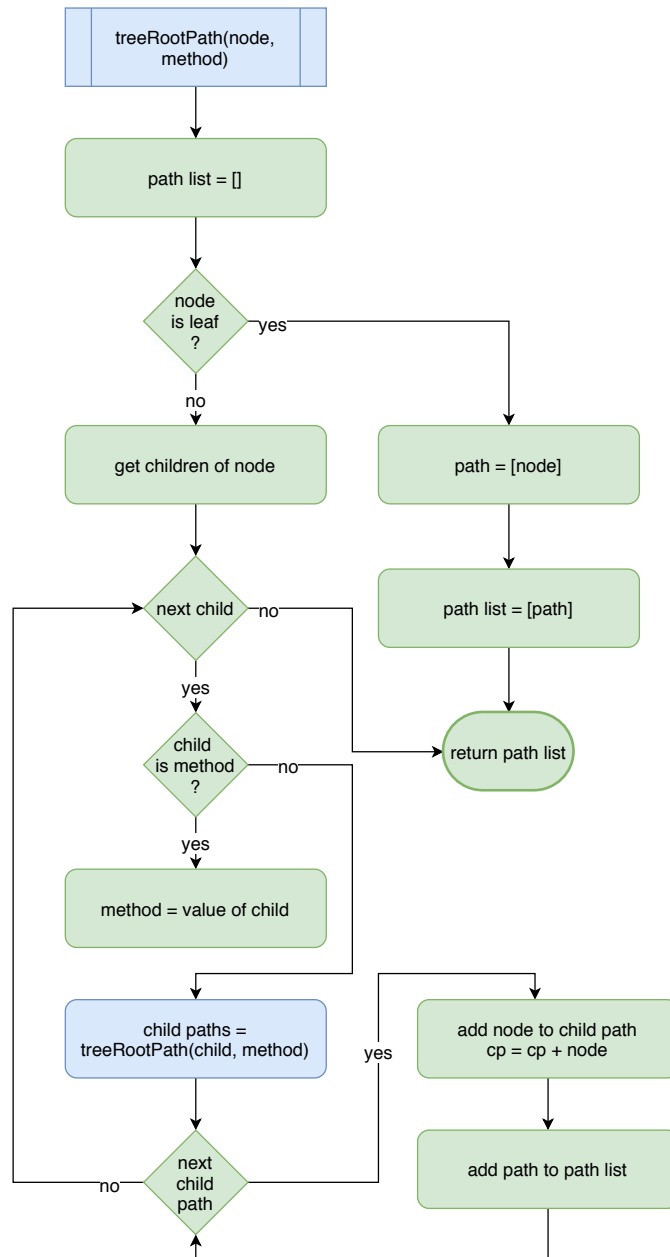 treeRootPath(node,
method)
path list = []
node
is leaf
?
yes
no
get children of node
path = [node]
next child
no
path list = [path]
yes
child
is method
?
no
return path list
yes
method = value of child
child paths =
treeRootPath(child, method)
yes
add node to child path
cp = cp + node
next
child
path
no
add path to path list